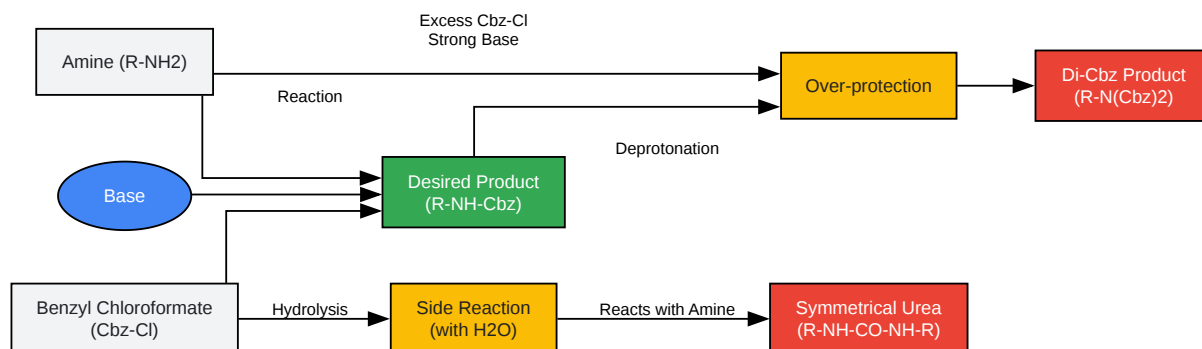 Excess Cbz-Cl
Strong Base
Amine (R-NH2)
Reaction
Over-protection
Di-Cbz Product
(R-N(Cbz)2)
Deprotonation
Base
Desired Product
(R-NH-Cbz)
Benzyl Chloroformate
(Cbz-Cl)
Hydrolysis
Side Reaction
(with H2O)
Reacts with Amine
Symmetrical Urea
(R-NH-CO-NH-R)